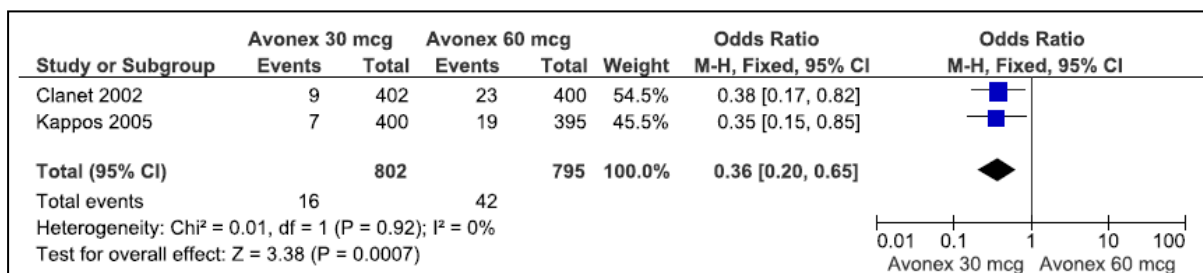 Avonex 30 mcg Avonex 60 mcg Odds Ratio Odds Ratio
Study or Subgroup Events Total Events Total Weight M-H, Fixed, 95% CI M-H, Fixed, 95% CI
Clanet 2002 9 402 23 400 54.5% 0.38 [0.17, 0.82]
Kappos 2005 7 400 19 395 45.5% 0.35 [0.15, 0.85]
Total (95% CI) 802 795 100.0% 0.36 [0.20, 0.65]
Total events 16 42
Heterogeneity: Chi² = 0.01, df = 1 (P = 0.92); I² = 0%
Test for overall effect: Z = 3.38 (P = 0.0007)
0.01 0.1 1 10 100
Avonex 30 mcg Avonex 60 mcg